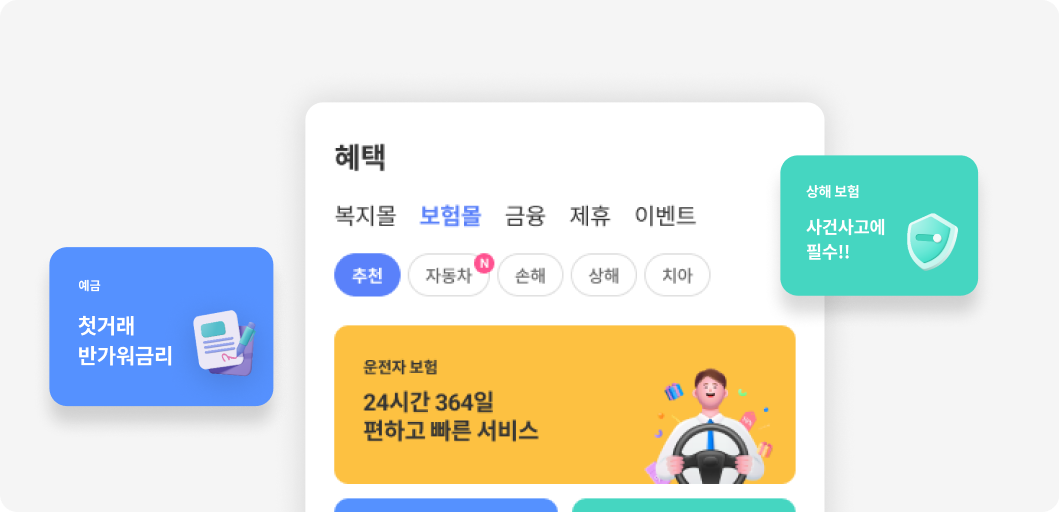 혜택
복지몰 보험몰 금융 제휴 이벤트
추천 자동차 N 손해 상해 치아
운전자 보험
24시간 364일
편하고 빠른 서비스
예금
첫거래
반가워금리
상해 보험
사건사고에
필수!!